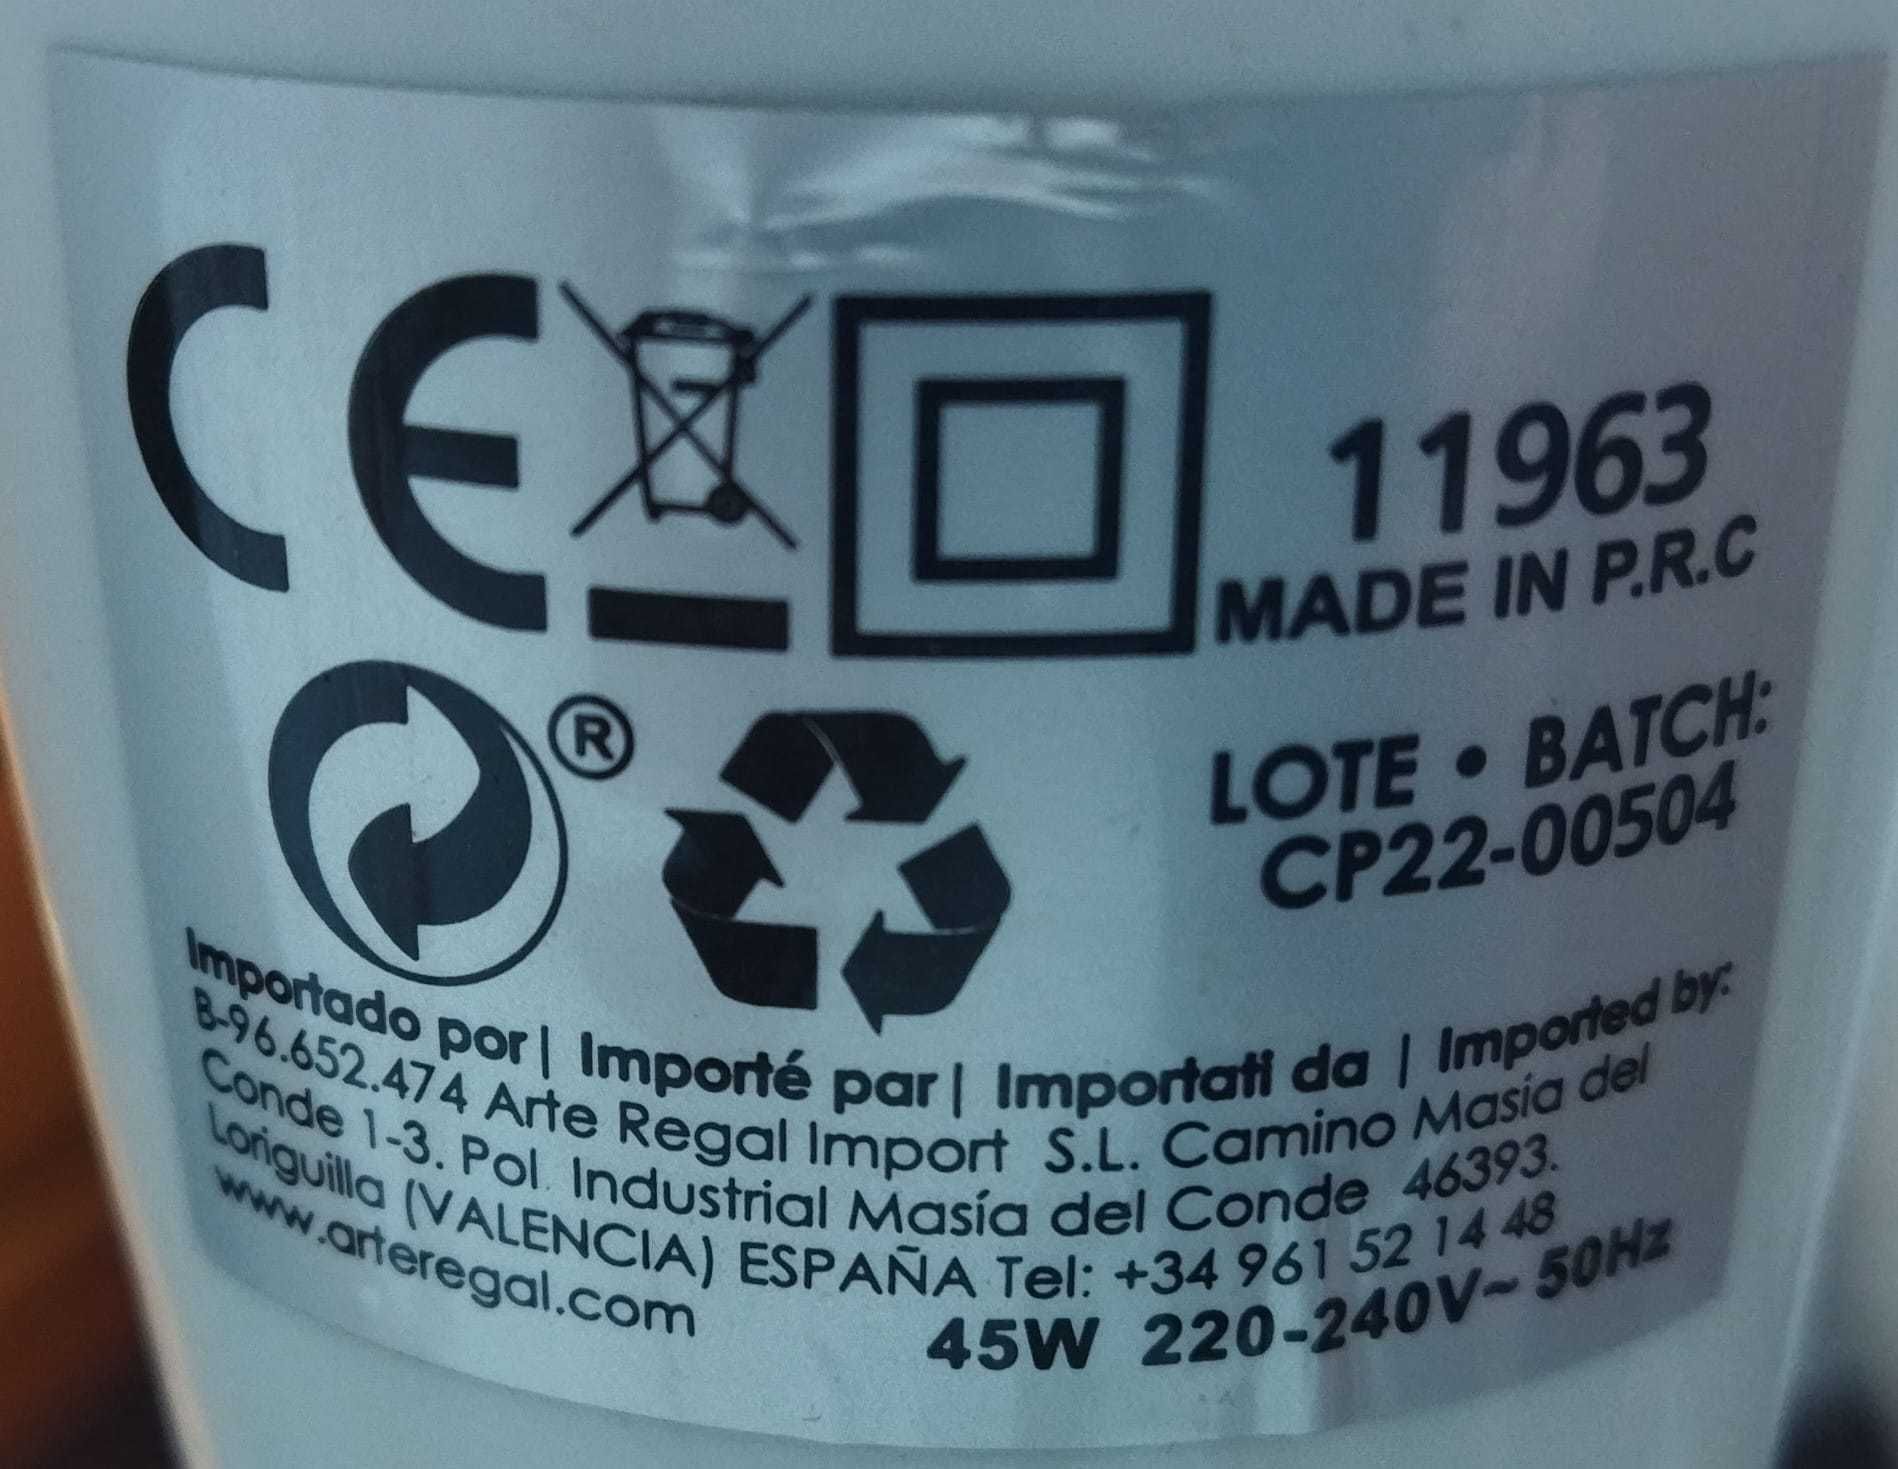 CE
11963
MADE IN P.R.C
®
LOTE • BATCH:
CP22-00504
Importado por| Importé par| Importati da | Imported by:
B-96.652.474 Arte Regal Import S.L. Camino Masía del
Conde 1-3. Pol. Industrial Masía del Conde 46393.
Loriguilla (VALENCIA) ESPAÑA Tel: +34 961 52 14 48
www.arteregal.com
45W 220-240V~ 50Hz